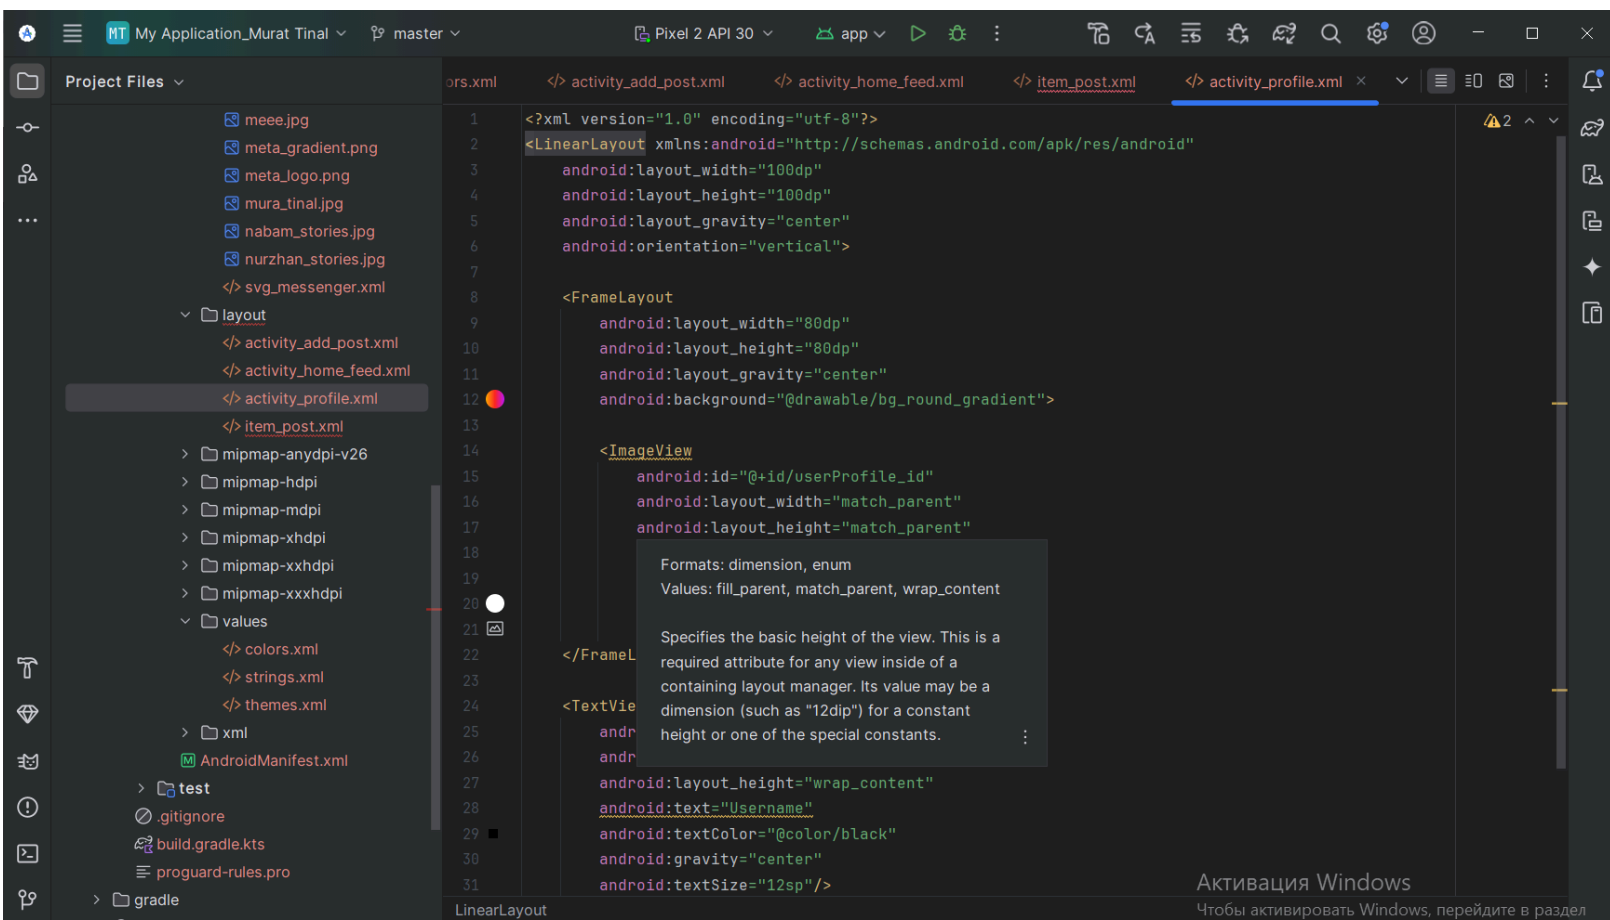 MT My Application_Murat Tinal master Pixel 2 API 30 app
Project Files
ors.xml activity_add_post.xml activity_home_feed.xml item_post.xml activity_profile.xml
meee.jpg
meta_gradient.png
meta_logo.png
mura_tinal.jpg
nabam_stories.jpg
nurzhan_stories.jpg
</> svg_messenger.xml
layout
</> activity_add_post.xml
</> activity_home_feed.xml
</> activity_profile.xml
</> item_post.xml
mipmap-anydpi-v26
mipmap-hdpi
mipmap-mdpi
mipmap-xhdpi
mipmap-xxhdpi
mipmap-xxxhdpi
values
</> colors.xml
</> strings.xml
</> themes.xml
xml
M AndroidManifest.xml
test
.gitignore
build.gradle.kts
proguard-rules.pro
gradle
2
1 <?xml version="1.0" encoding="utf-8"?>
2 <LinearLayout xmlns:android="http://schemas.android.com/apk/res/android"
3 android:layout_width="100dp"
4 android:layout_height="100dp"
5 android:layout_gravity="center"
6 android:orientation="vertical">
7
8 <FrameLayout
9 android:layout_width="80dp"
10 android:layout_height="80dp"
11 android:layout_gravity="center"
12 android:background="@drawable/bg_round_gradient">
13
14 <ImageView
15 android:id="@+id/userProfile_id"
16 android:layout_width="match_parent"
17 android:layout_height="match_parent"
18
19
20
21
22 </FrameL
23
24 <TextVie
25 andr
26 andr
27 android:layout_height="wrap_content"
28 android:text="Username"
29 android:textColor="@color/black"
30 android:gravity="center"
31 android:textSize="12sp"/>
Formats: dimension, enum
Values: fill_parent, match_parent, wrap_content
Specifies the basic height of the view. This is a
required attribute for any view inside of a
containing layout manager. Its value may be a
dimension (such as "12dip") for a constant
height or one of the special constants.
LinearLayout
Активация Windows
Чтобы активировать Windows, перейдите в раздел